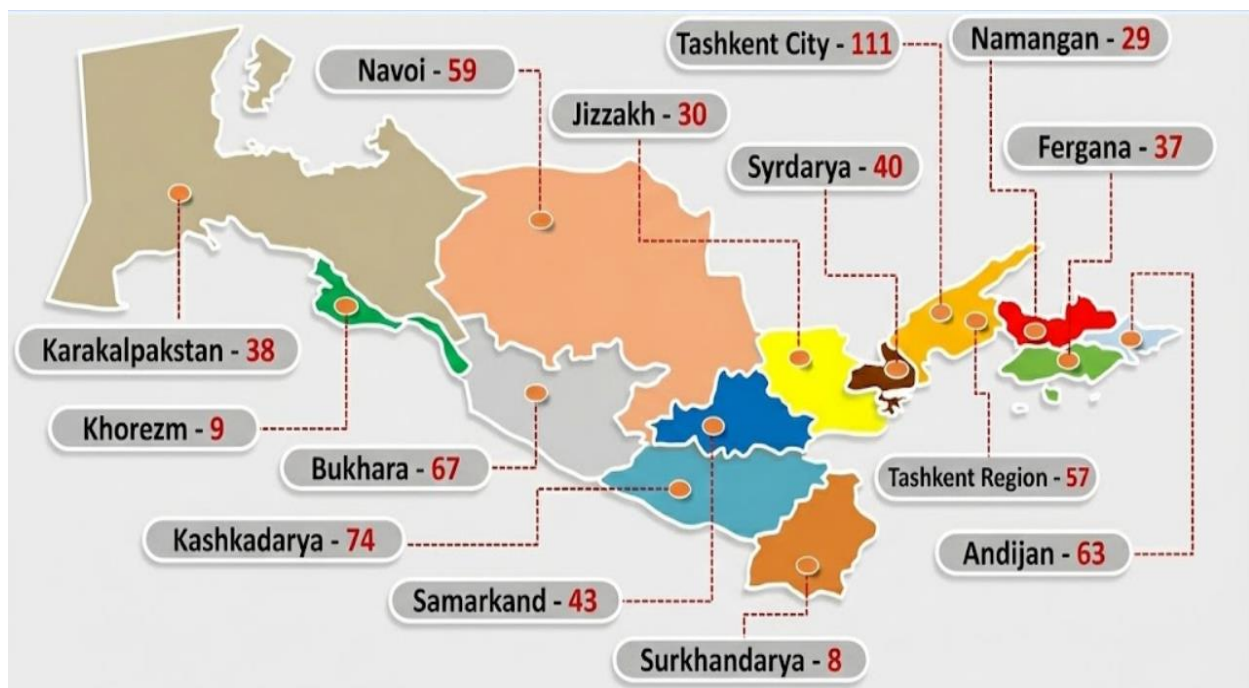 Tashkent City - 111
Namangan - 29
Navoi - 59
Jizzakh - 30
Fergana - 37
Syrdarya - 40
Karakalpakstan - 38
Khorezm - 9
Bukhara - 67
Tashkent Region - 57
Kashkadarya - 74
Andijan - 63
Samarkand - 43
Surkhandarya - 8